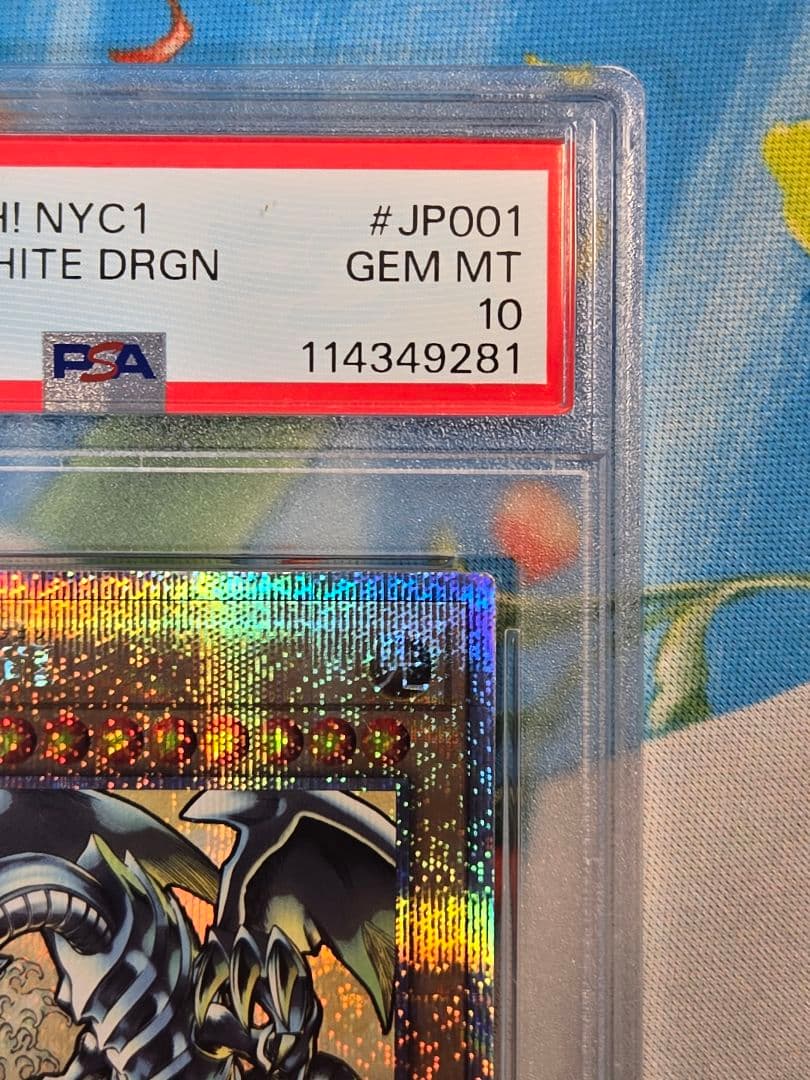 H! NYC1 #JP001
HITE DRGN GEM MT
10
PSA 114349281